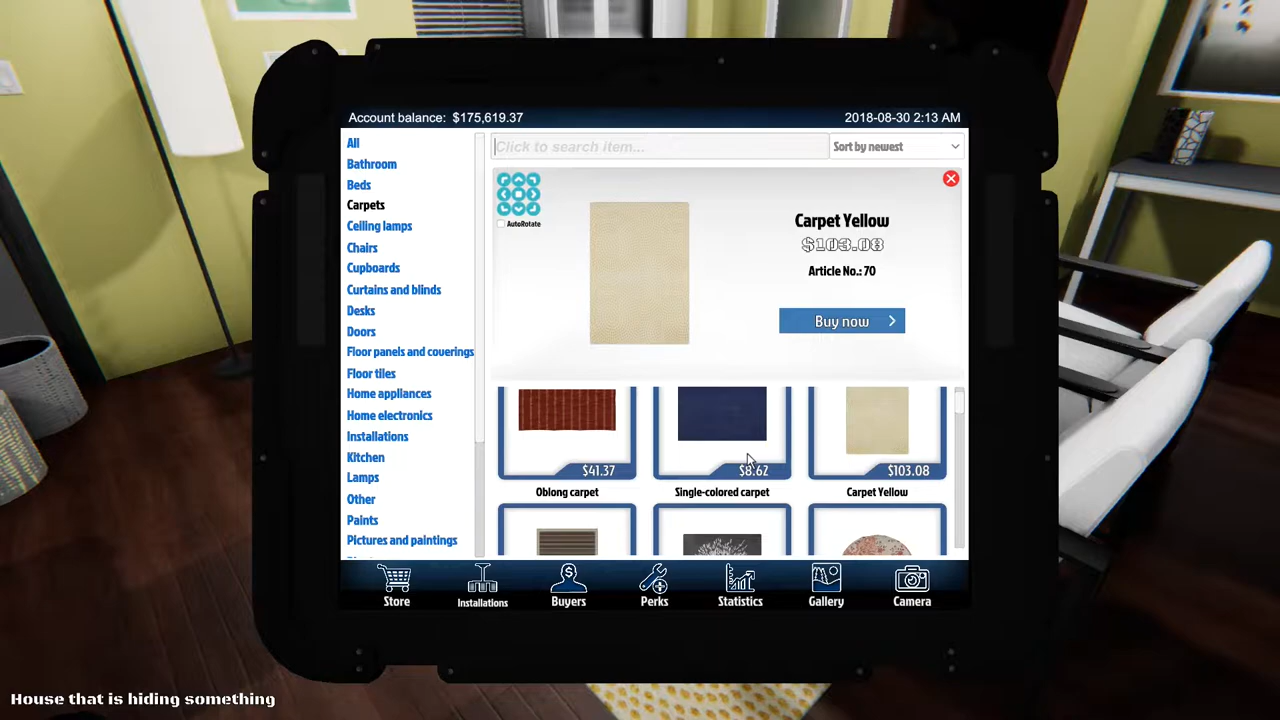 Account balance: $175,619.37
2018-08-30 2:13 AM
All
Bathroom
Beds
Carpets
Ceiling lamps
Chairs
Cupboards
Curtains and blinds
Desks
Doors
Floor panels and coverings
Floor tiles
Home appliances
Home electronics
Installations
Kitchen
Lamps
Other
Paints
Pictures and paintings
Click to search item...
Sort by newest
AutoRotate
Carpet Yellow
$103.08
Article No.: 70
Buy now
$41.37
$8.62
$103.08
Oblong carpet
Single-colored carpet
Carpet Yellow
Store
Installations
Buyers
Perks
Statistics
Gallery
Camera
House that is hiding something